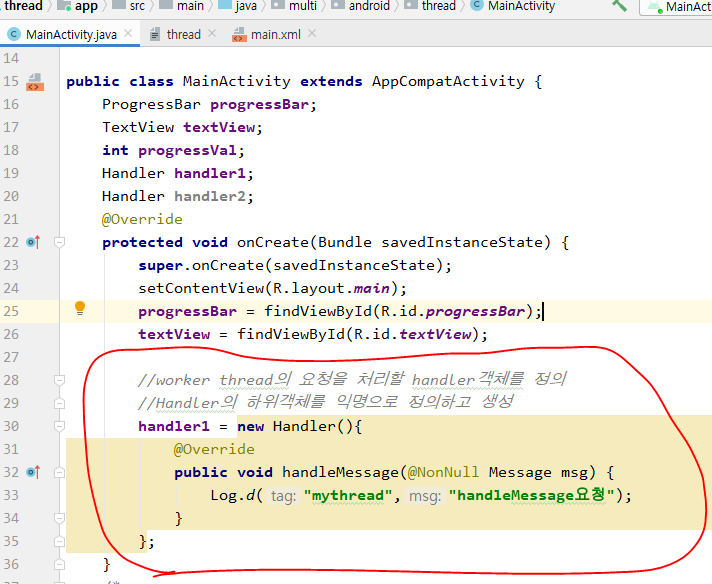 thread app src main java multi android thread MainActivity MainAct
MainActivity.java thread main.xml
14
15 public class MainActivity extends AppCompatActivity {
16 ProgressBar progressBar;
17 TextView textView;
18 int progressVal;
19 Handler handler1;
20 Handler handler2;
21 @Override
22 protected void onCreate(Bundle savedInstanceState) {
23 super.onCreate(savedInstanceState);
24 setContentView(R.layout.main);
25 progressBar = findViewById(R.id.progressBar);
26 textView = findViewById(R.id.textView);
27
28 //worker thread의 요청을 처리할 handler객체를 정의
29 //Handler의 하위객체를 익명으로 정의하고 생성
30 handler1 = new Handler(){
31 @Override
32 public void handleMessage(@NonNull Message msg) {
33 Log.d( tag: "mythread", msg: "handleMessage요청");
34 }
35 };
36 }